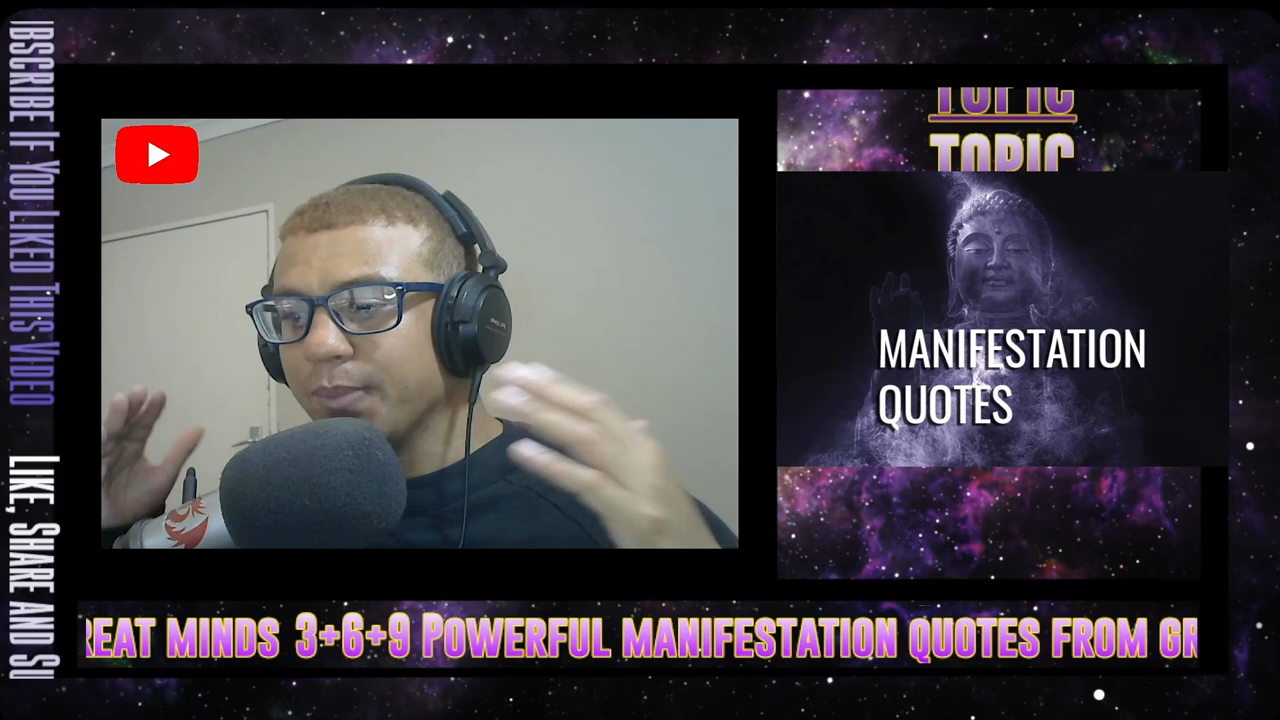 BSCRIBE IF YOU LIKED THIS VIDEO
LIKE, SHARE AND SU
TOPIC
TOPIC
MANIFESTATION
QUOTES
REAT MINDS 3+6+9 POWERFUL MANIFESTATION QUOTES FROM GR